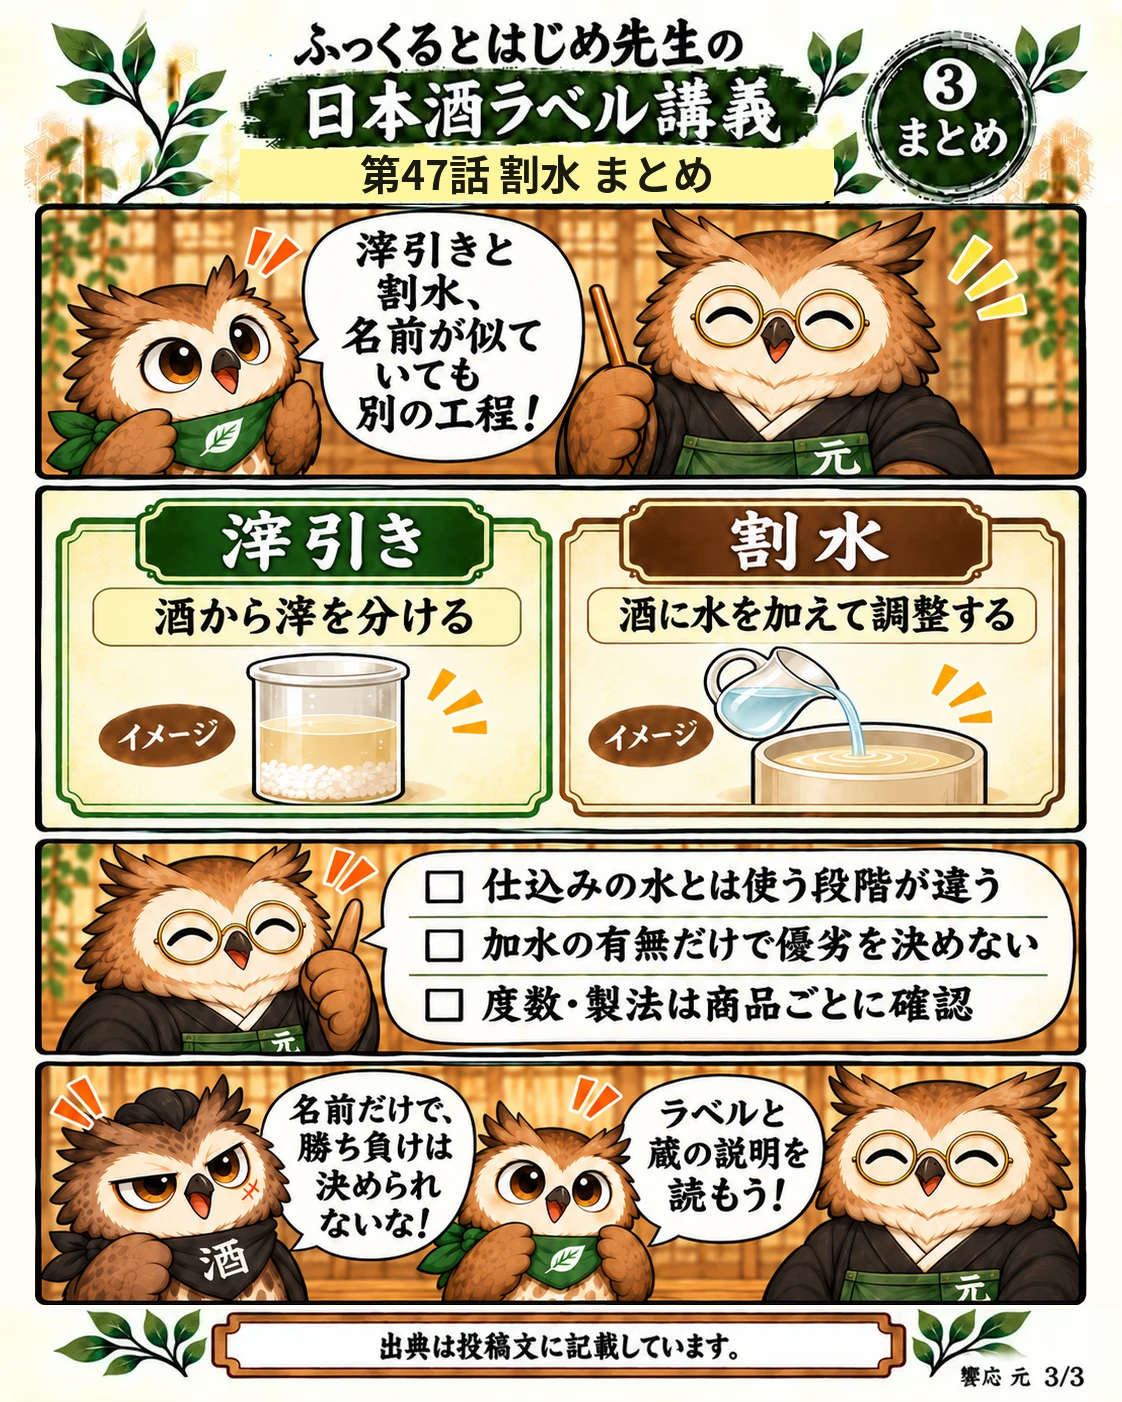 ふっくるとはじめ先生の
日本酒ラベル講義
3
まとめ
第47話 割水 まとめ
滓引きと
割水、
名前が似て
いても
別の工程!
元
滓引き
酒から滓を分ける
イメージ
割水
酒に水を加えて調整する
イメージ
元
□ 仕込みの水とは使う段階が違う
□ 加水の有無だけで優劣を決めない
□ 度数・製法は商品ごとに確認
名前だけで、
勝ち負けは
決められ
ないな!
酒
ラベルと
蔵の説明を
読もう!
元
出典は投稿文に記載しています。
饗応 元 3/3